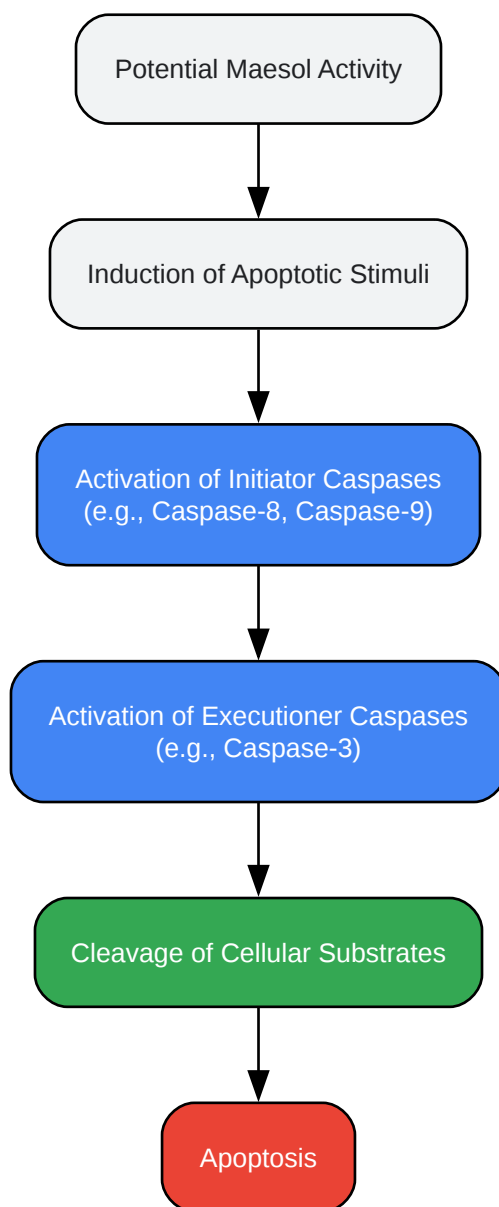 Potential Maesol Activity
Induction of Apoptotic Stimuli
Activation of Initiator Caspases
(e.g., Caspase-8, Caspase-9)
Activation of Executioner Caspases
(e.g., Caspase-3)
Cleavage of Cellular Substrates
Apoptosis